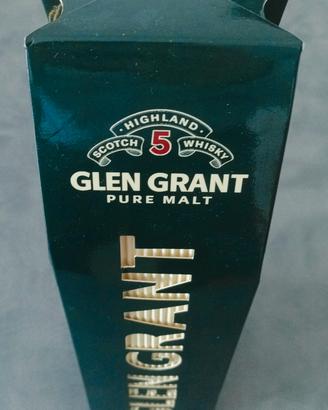 HIGHLAND
SCOTCH 5 WHISKY
GLEN GRANT
PURE MALT
GLEN GRANT